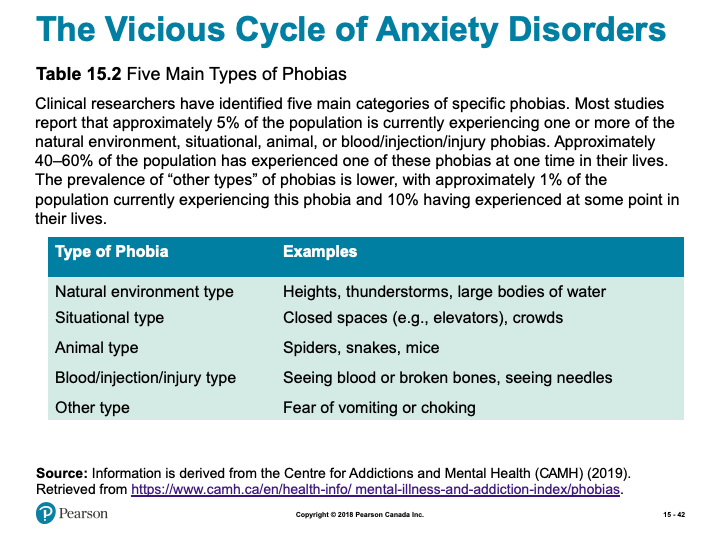 The Vicious Cycle of Anxiety Disorders
Table 15.2 Five Main Types of Phobias
Clinical researchers have identified five main categories of specific phobias. Most studies
report that approximately 5% of the population is currently experiencing one or more of the
natural environment, situational, animal, or blood/injection/injury phobias. Approximately
40–60% of the population has experienced one of these phobias at one time in their lives.
The prevalence of “other types” of phobias is lower, with approximately 1% of the
population currently experiencing this phobia and 10% having experienced at some point in
their lives.
Type of Phobia Examples
Natural environment type Heights, thunderstorms, large bodies of water
Situational type Closed spaces (e.g., elevators), crowds
Animal type Spiders, snakes, mice
Blood/injection/injury type Seeing blood or broken bones, seeing needles
Other type Fear of vomiting or choking
Source: Information is derived from the Centre for Addictions and Mental Health (CAMH) (2019).
Retrieved from https://www.camh.ca/en/health-info/ mental-illness-and-addiction-index/phobias.
P Pearson Copyright © 2018 Pearson Canada Inc. 15 - 42